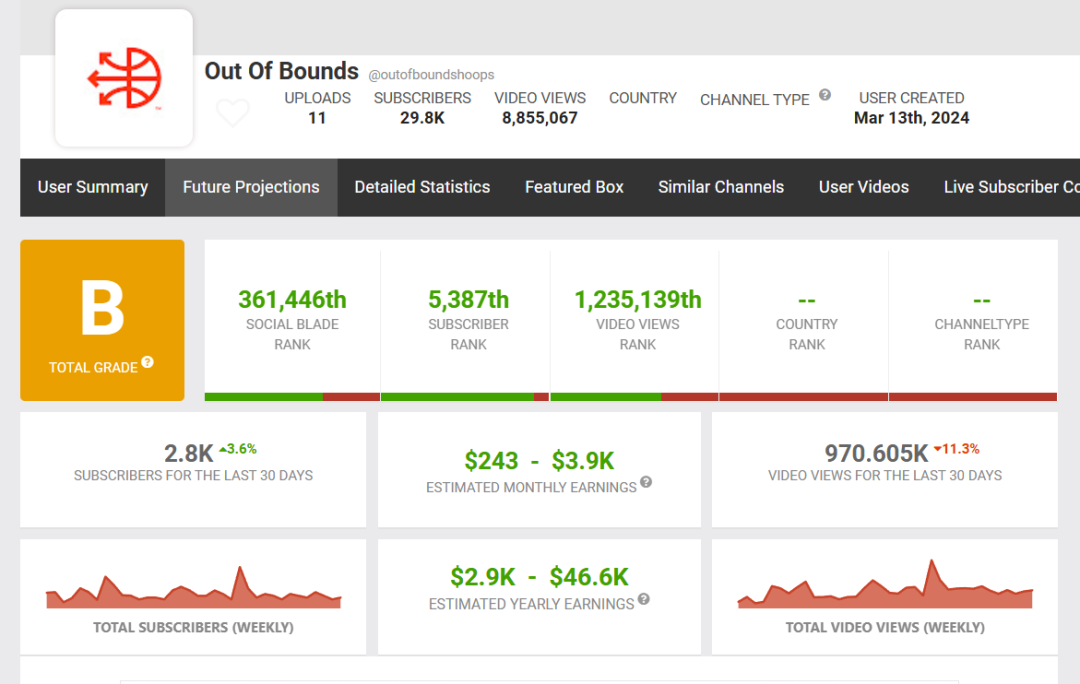 Out Of Bounds @outofboundshoops
UPLOADS SUBSCRIBERS VIDEO VIEWS COUNTRY CHANNEL TYPE ? USER CREATED
11 29.8K 8,855,067 Mar 13th, 2024
User Summary Future Projections Detailed Statistics Featured Box Similar Channels User Videos Live Subscriber Co
B
TOTAL GRADE ?
361,446th 5,387th 1,235,139th -- --
SOCIAL BLADE SUBSCRIBER VIDEO VIEWS COUNTRY CHANNELTYPE
RANK RANK RANK RANK RANK
2.8K 3.6%
SUBSCRIBERS FOR THE LAST 30 DAYS
$243 - $3.9K
ESTIMATED MONTHLY EARNINGS ?
970.605K 11.3%
VIDEO VIEWS FOR THE LAST 30 DAYS
TOTAL SUBSCRIBERS (WEEKLY)
$2.9K - $46.6K
ESTIMATED YEARLY EARNINGS ?
TOTAL VIDEO VIEWS (WEEKLY)